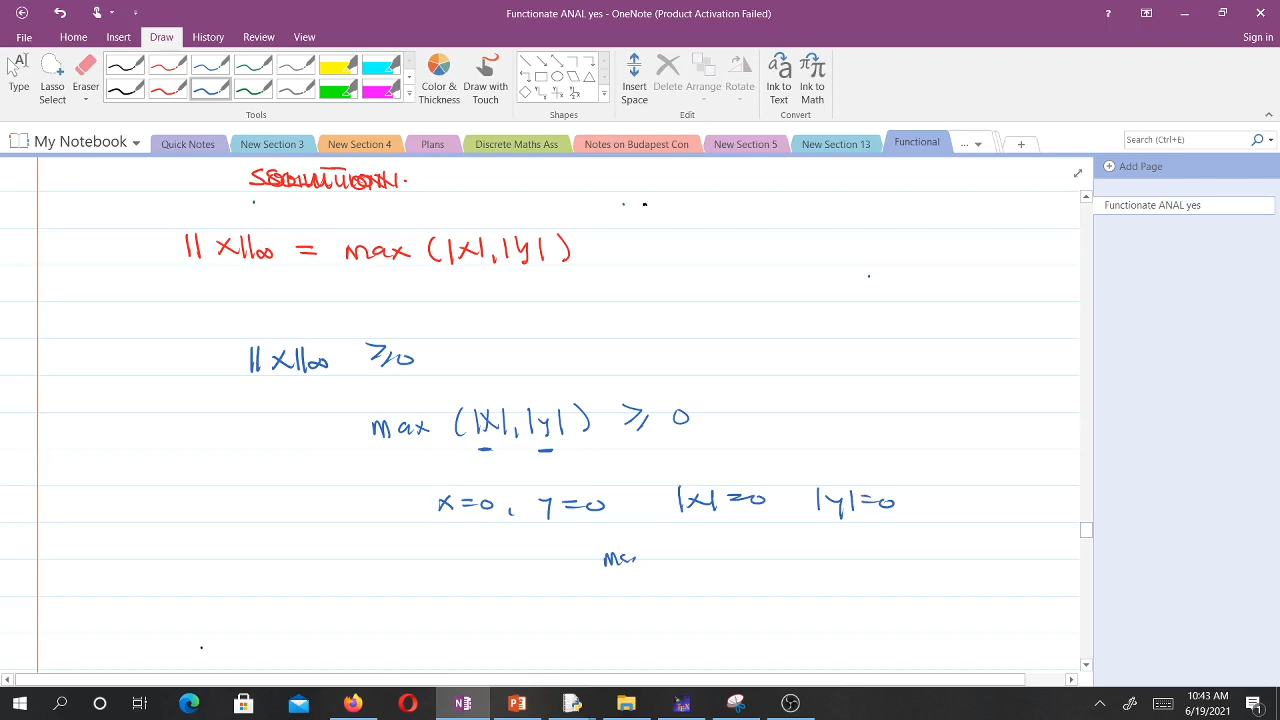 Functionate ANAL yes - OneNote (Product Activation Failed)
File Home Insert Draw History Review View Sign in
Type Lasso Select Eraser Color & Thickness Draw with Touch Insert Space Delete Arrange Rotate Ink to Text Ink to Math
Tools Shapes Edit Convert
My Notebook Quick Notes New Section 3 New Section 4 Plans Discrete Maths Ass Notes on Budapest Con New Section 5 New Section 13 Functional ... Search (Ctrl+E)
Add Page
Functionate ANAL yes
SOLUTION.
||x||∞ = max (|x|, |y|)
||x||∞ ≥ 0
max (|x|, |y|) ≥ 0
x = 0, y = 0 |x| = 0 |y| = 0
ma
10:43 AM
6/19/2021